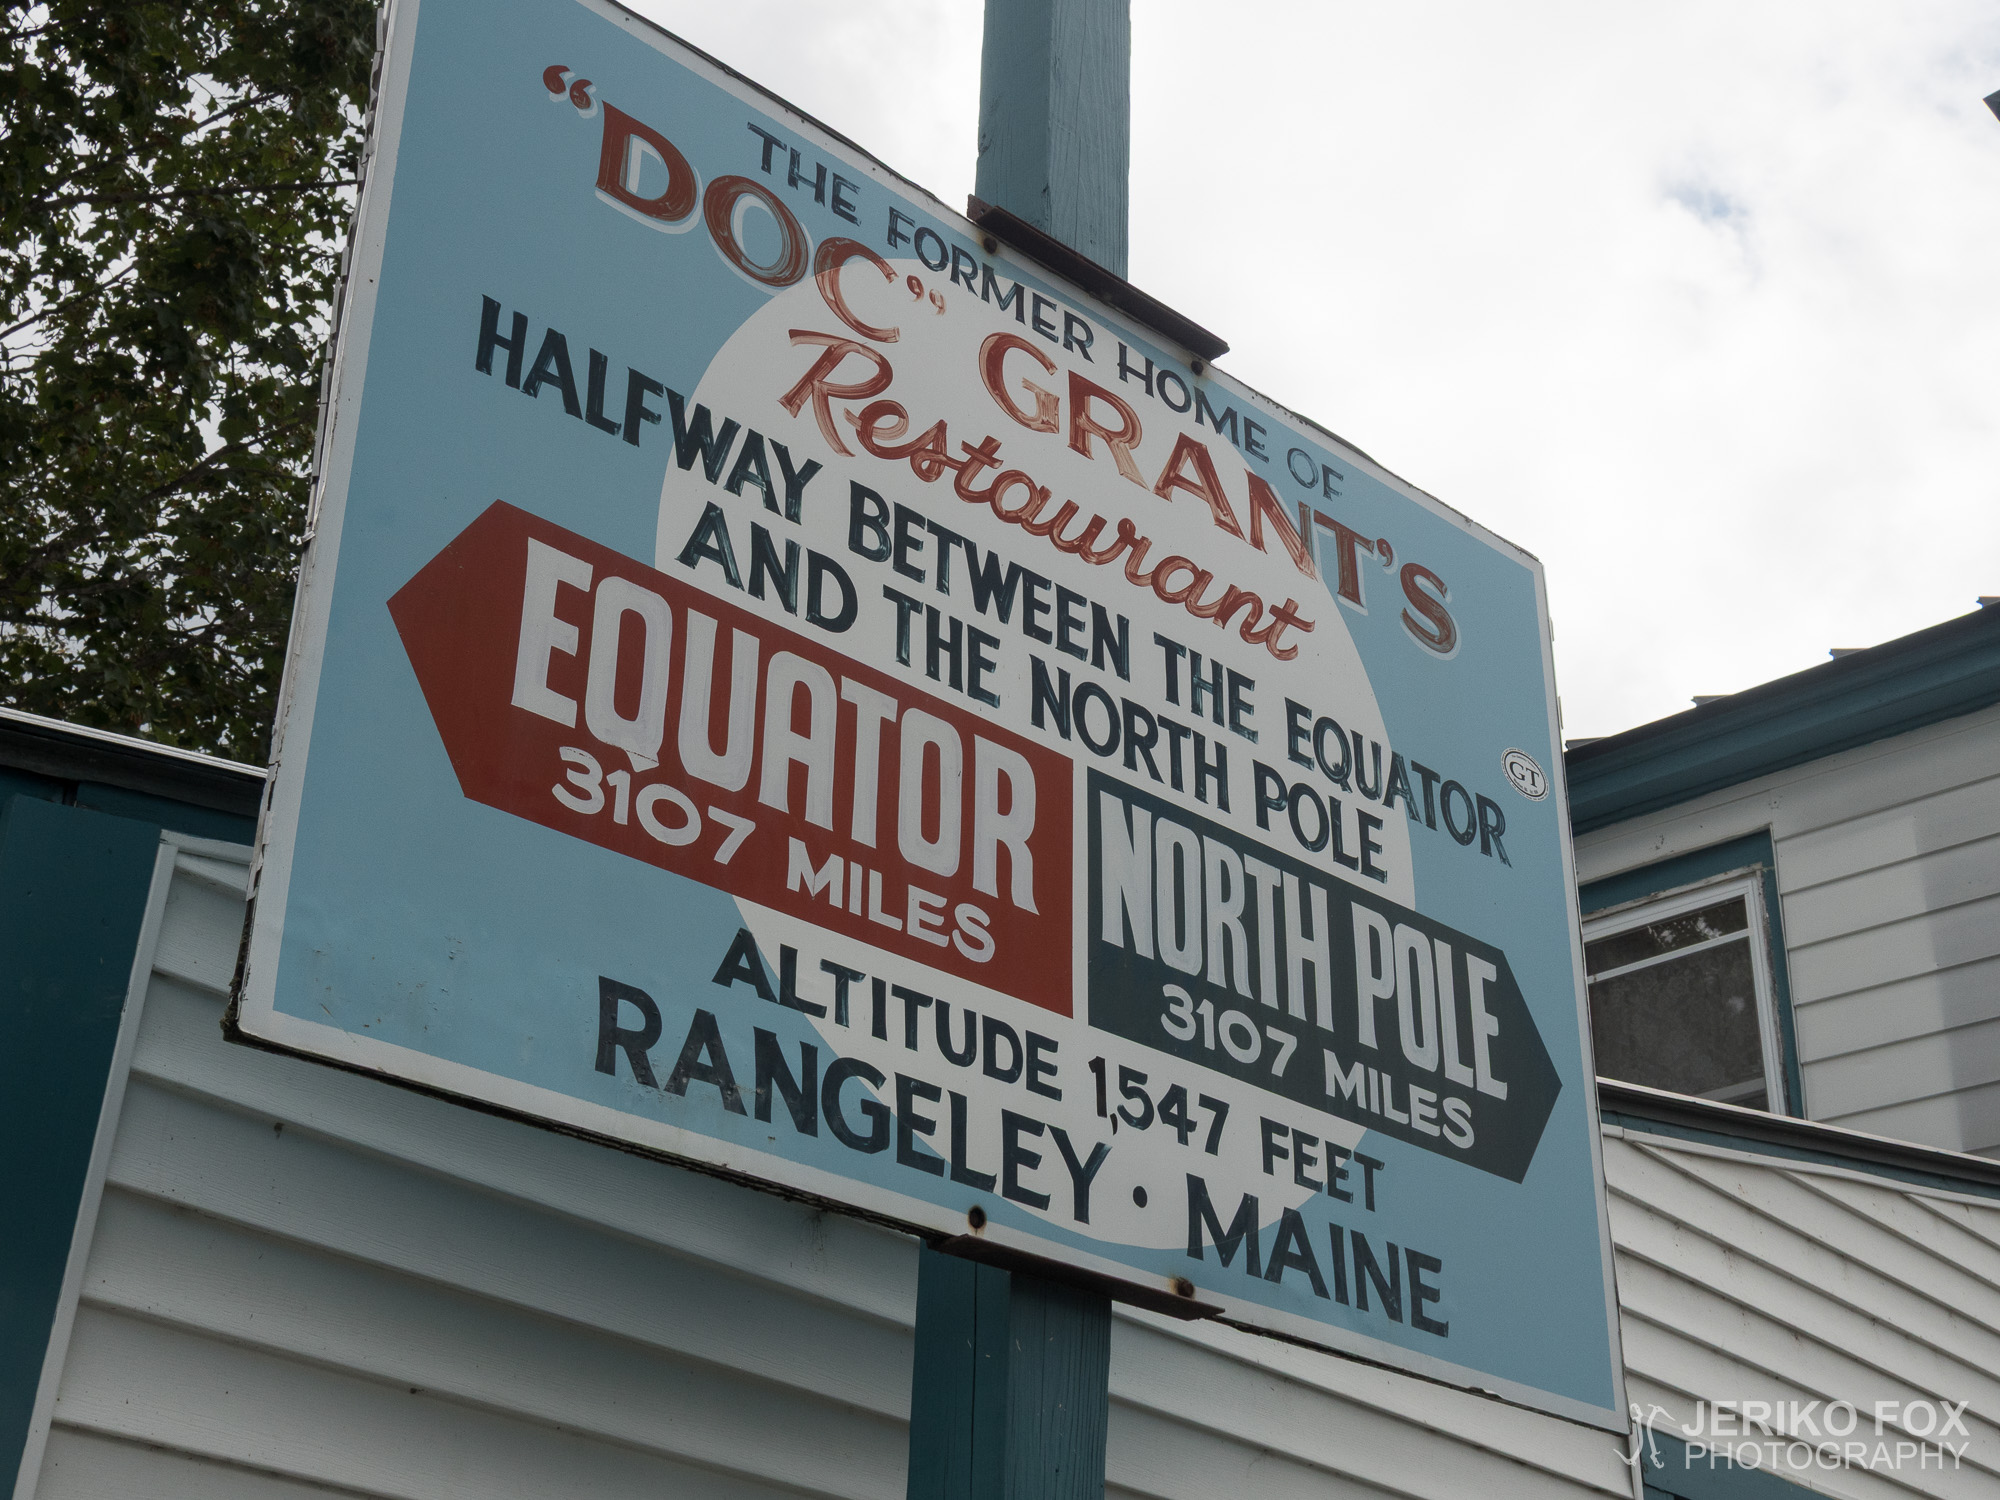 THE FORMER HOME OF
"DOC" GRANT'S
Restaurant
HALFWAY BETWEEN THE EQUATOR
AND THE NORTH POLE
EQUATOR
3107 MILES
NORTH POLE
3107 MILES
ALTITUDE 1,547 FEET
RANGELEY • MAINE
GT
JERIKO FOX
PHOTOGRAPHY